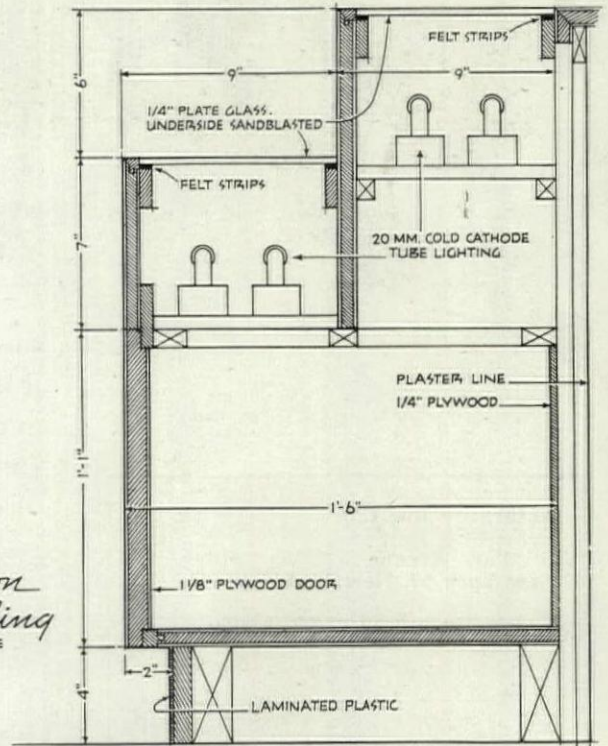 FELT STRIPS
6"
9"
9"
1/4" PLATE GLASS.
UNDERSIDE SANDBLASTED
FELT STRIPS
7"
20 MM. COLD CATHODE
TUBE LIGHTING
PLASTER LINE
1/4" PLYWOOD
1'-1"
1'-6"
1 1/8" PLYWOOD DOOR
2"
4"
LAMINATED PLASTIC